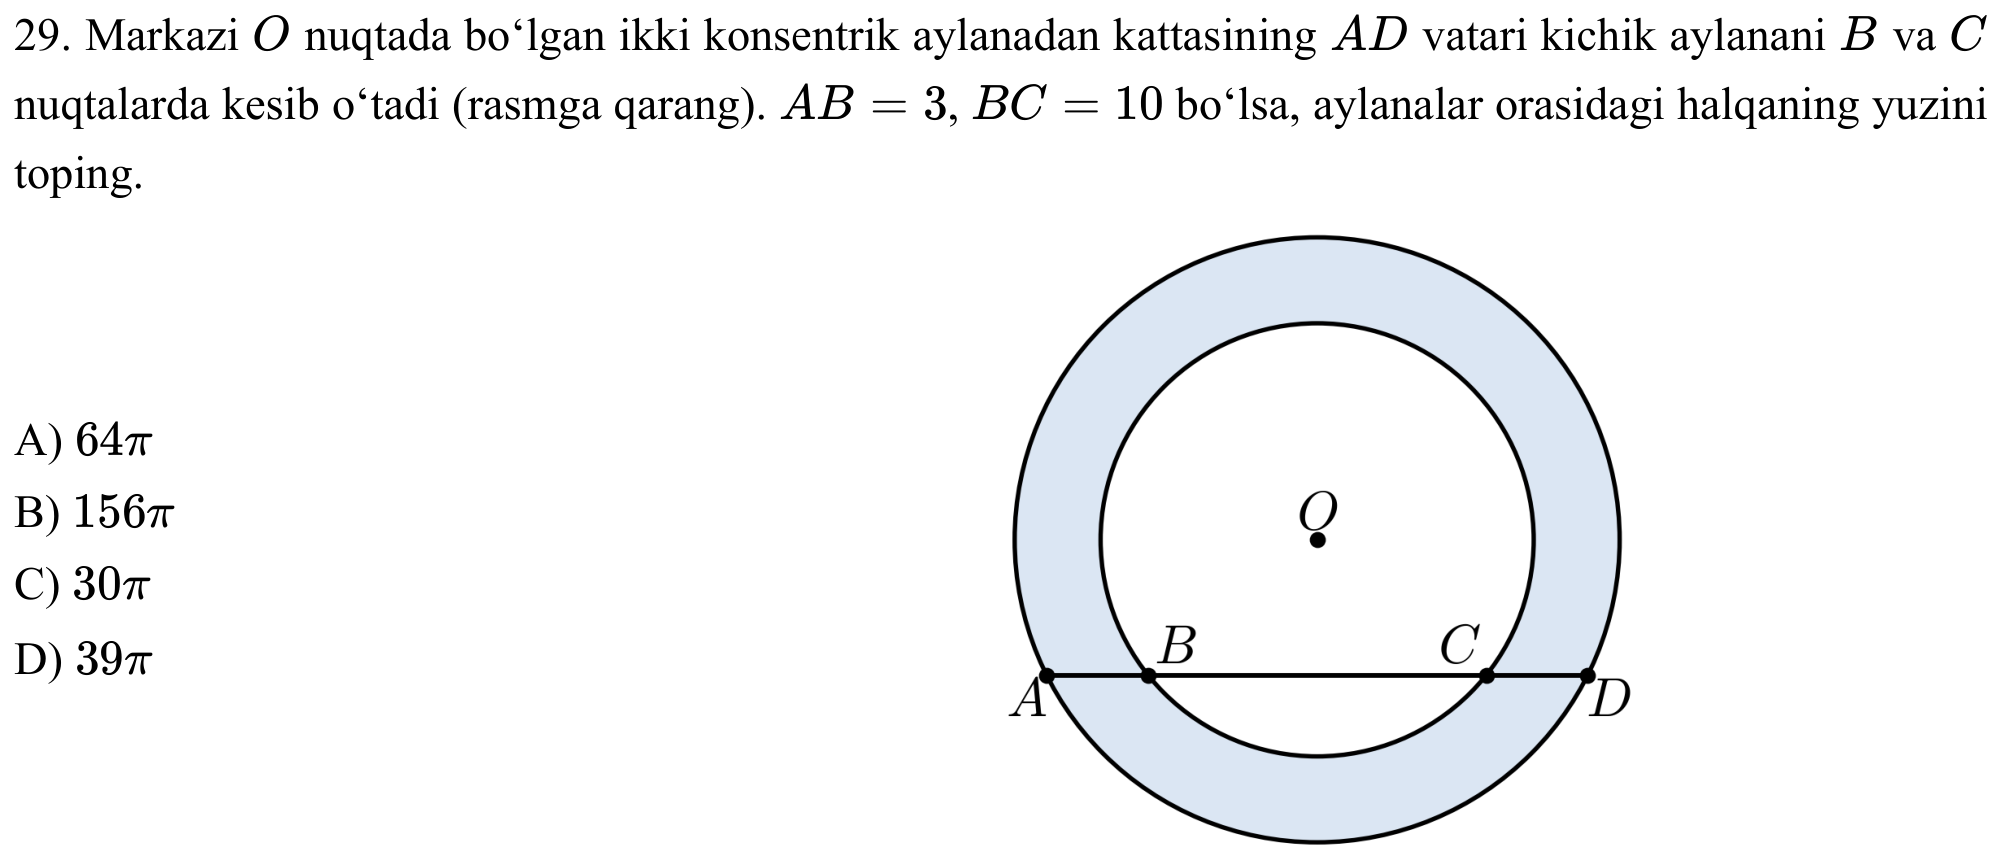 29. Markazi O nuqtada bo‘lgan ikki konsentrik aylanadan kattasining AD vatari kichik aylanani B va C
nuqtalarda kesib o‘tadi (rasmga qarang). AB = 3, BC = 10 bo‘lsa, aylanalar orasidagi halqaning yuzini
toping.
A) 64π
B) 156π
C) 30π
D) 39π
O
B C
A D